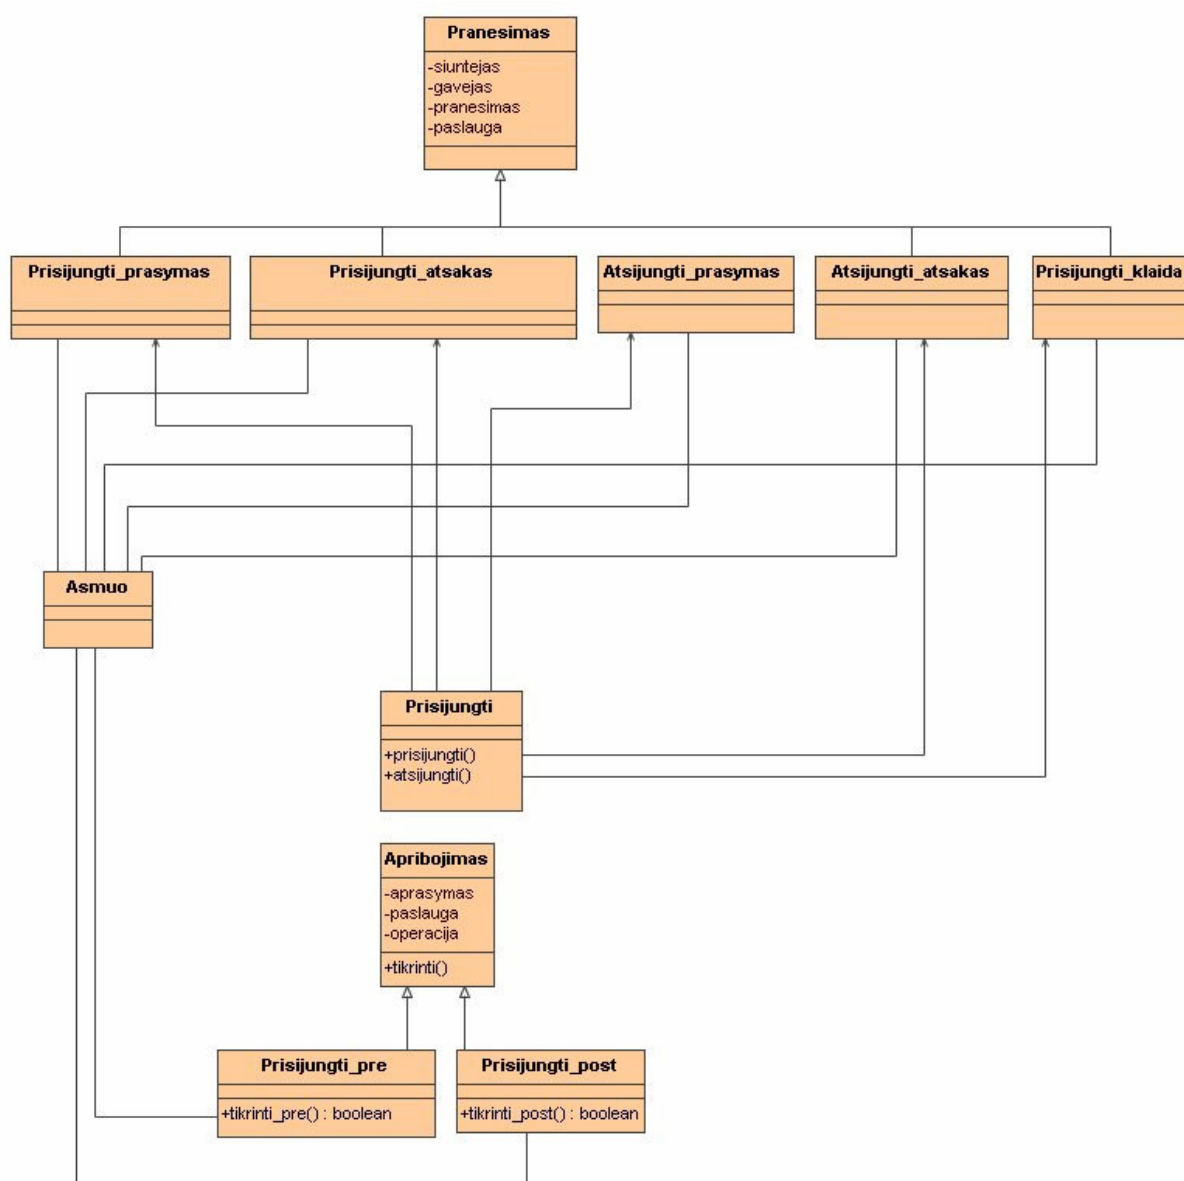 Pranesimas
-siuntejas
-gavejas
-pranesimas
-paslauga
Prisijungti_prasymas
Prisijungti_atsakas
Atsijungti_prasymas
Atsijungti_atsakas
Prisijungti_klaida
Asmuo
Prisijungti
+prisijungti()
+atsijungti()
Apribojimas
-aprasymas
-paslauga
-operacija
+tikrinti()
Prisijungti_pre
+tikrinti_pre() : boolean
Prisijungti_post
+tikrinti_post() : boolean